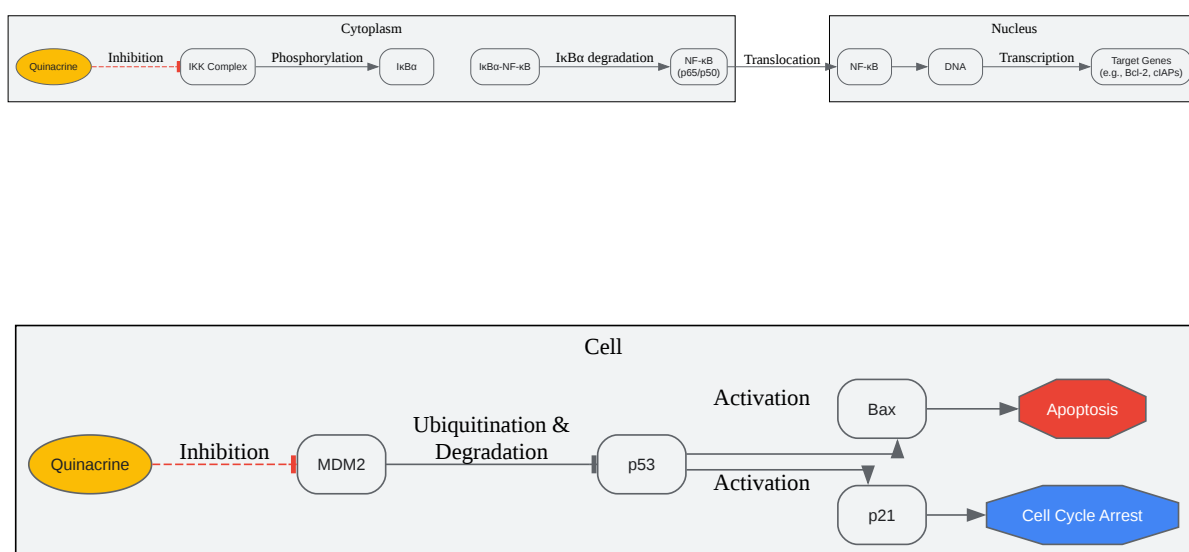 Cytoplasm
Nucleus
Quinacrine
Inhibition
IKK Complex
Phosphorylation
IκBα
IκBα-NF-κB
IκBα degradation
NF-κB
(p65/p50)
Translocation
NF-κB
DNA
Transcription
Target Genes
(e.g., Bcl-2, cIAPs)
Cell
Quinacrine
Inhibition
MDM2
Ubiquitination &
Degradation
p53
Activation
Bax
Apoptosis
Activation
p21
Cell Cycle Arrest